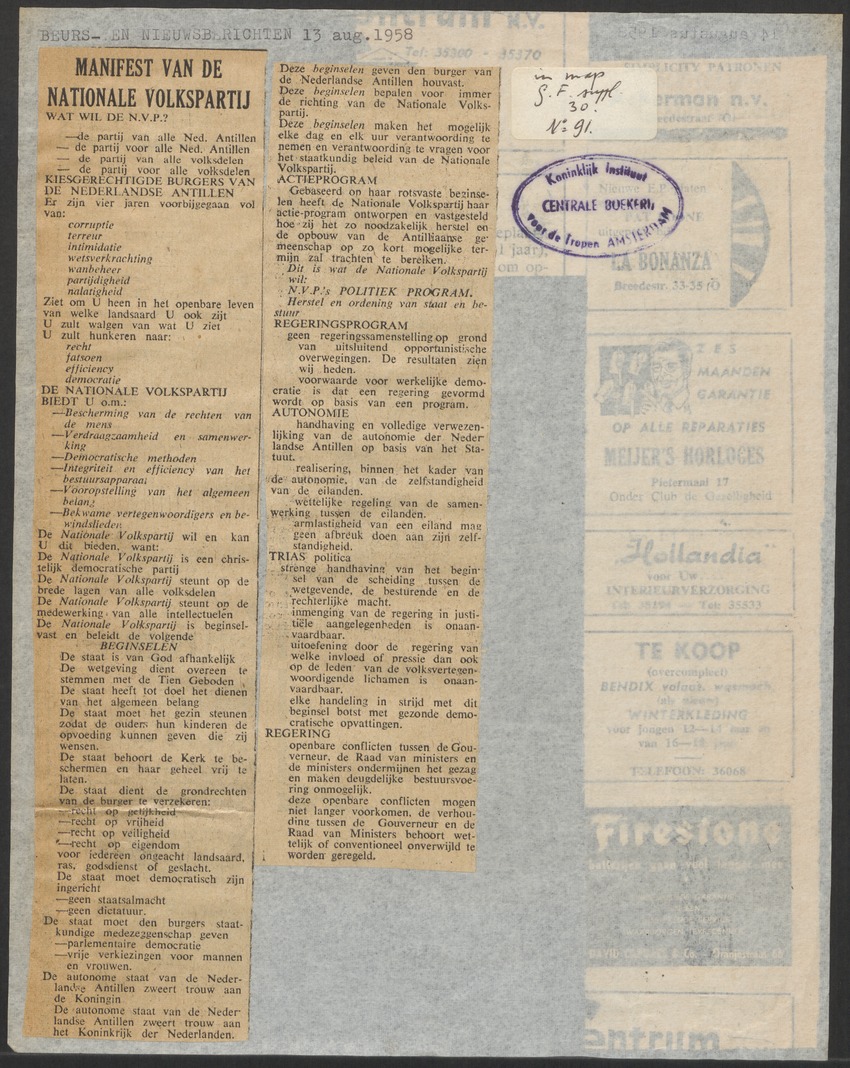 BEURS- EN NIEUWSBERICHTEN 13 aug.1958
MANIFEST VAN DE
NATIONALE VOLKSPARTIJ
WAT WIL DE N.V.P.?
—de partij van alle Ned. Antillen
— de partij voor alle Ned. Antillen
— de partij van alle volksdelen
— de partij voor alle volksdelen
KIESGERECHTIGDE BURGERS VAN
DE NEDERLANDSE ANTILLEN
Er zijn vier jaren voorbijgegaan vol
van:
corruptie
terreur
intimidatie
wetsverkrachting
wanbeheer
partijdigheid
nalatigheid
Ziet om U heen in het openbare leven
van welke landsaard U ook zijt
U zult walgen van wat U ziet
U zult hunkeren naar:
recht
fatsoen
efficiency
democratie
DE NATIONALE VOLKSPARTIJ
BIEDT U o.m.:
—Bescherming van de rechten van
de mens
—Verdraagzaamheid en samenwer-
king
—Democratische methoden
—Integriteit en efficiency van het
bestuursapparaat
—Vooropstelling van het algemeen
belang
—Bekwame vertegenwoordigers en be-
windslieden
De Nationale Volkspartij wil en kan
U dit bieden, want:
De Nationale Volkspartij is een chris-
telijk democratische partij
De Nationale Volkspartij steunt op de
brede lagen van alle volksdelen
De Nationale Volkspartij steunt op de
medewerking van alle intellectuelen
De Nationale Volkspartij is beginsel-
vast en beleidt de volgende
BEGINSELEN
De staat is van God afhankelijk
De wetgeving dient overeen te
stemmen met de Tien Geboden
De staat heeft tot doel het dienen
van het algemeen belang
De staat moet het gezin steunen
zodat de ouders hun kinderen de
opvoeding kunnen geven die zij
wensen.
De staat behoort de Kerk te be-
schermen en haar geheel vrij te
laten.
De staat dient de grondrechten
van de burger te verzekeren:
—recht op gelijkheid
—recht op vrijheid
—recht op veiligheid
—recht op eigendom
voor iedereen ongeacht landsaard,
ras, godsdienst of geslacht.
De staat moet democratisch zijn
ingericht
—geen staatsalmacht
—geen dictatuur.
De staat moet den burgers staat-
kundige medezeggenschap geven
—parlementaire democratie
—vrije verkiezingen voor mannen
en vrouwen.
De autonome staat van de Neder-
landse Antillen zweert trouw aan
de Koningin
De autonome staat van de Neder
landse Antillen zweert trouw aan
het Koninkrijk der Nederlanden.
Deze beginselen geven den burger van
de Nederlandse Antillen houvast.
Deze beginselen bepalen voor immer
de richting van de Nationale Volks-
partij.
Deze beginselen maken het mogelijk
elke dag en elk uur verantwoording te
nemen en verantwoording te vragen voor
het staatkundig beleid van de Nationale
Volkspartij.
ACTIEPROGRAM
Gebaseerd on haar rotsvaste beginse-
len heeft de Nationale Volkspartij haar
actie-program ontworpen en vastgesteld
hoe zij het zo noodzakelijk herstel en
de opbouw van de Antilliaanse ge-
meenschap op zo kort mogelijke ter-
mijn zal trachten te bereiken.
Dit is wat de Nationale Volkspartij
wil:
N.V.P.'s POLITIEK PROGRAM.
Herstel en ordening van staat en be-
stuur
REGERINGSPROGRAM
geen regeringssamenstelling op grond
van uitsluitend opportunistische
overwegingen. De resultaten zien
wij heden.
voorwaarde voor werkelijke demo-
cratie is dat een regering gevormd
wordt op basis van een program.
AUTONOMIE
handhaving en volledige verwezen-
lijking van de autonomie der Neder
landse Antillen op basis van het Sta-
tuut.
realisering, binnen het kader van
de autonomie, van de zelfstandigheid
van de eilanden.
wettelijke regeling van de samen-
werking tussen de eilanden.
armlastigheid van een eiland mag
geen afbreuk doen aan zijn zelf-
standigheid.
TRIAS politica
strenge handhaving van het begin-
sel van de scheiding tussen de
wetgevende, de besturende en de
rechterlijke macht.
inmenging van de regering in justi-
tiële aangelegenheden is onaan-
vaardbaar.
uitoefening door de regering van
welke invloed of pressie dan ook
op de leden van de volksvertegen-
woordigende lichamen is onaan-
vaardbaar.
elke handeling in strijd met dit
beginsel botst met gezonde demo-
cratische opvattingen.
REGERING
openbare conflicten tussen de Gou-
verneur, de Raad van ministers en
de ministers ondermijnen het gezag
en maken deugdelijke bestuursvoe-
ring onmogelijk.
deze openbare conflicten mogen
niet langer voorkomen, de verhou-
ding tussen de Gouverneur en de
Raad van Ministers behoort wet-
telijk of conventioneel onverwijld te
worden geregeld.
in map
G.F. suppl.
30.
No 91.
Koninklijk Instituut
CENTRALE BOEKERIJ
voor de Tropen AMSTERDAM
Tel: 35300 - 35370
SIMPLICITY PATRONEN
erman n.v.
LA BONANZA
Breedestr. 33-35 (O)
ZES
MAANDEN
GARANTIE
OP ALLE REPARATIES
MEIJER'S HORLOGES
Pietermaai 17
Onder Club de Gezelligheid
Hollandia
voor Uw
INTERIEURVERZORGING
Tel: 35533
TE KOOP
(overcompleet)
BENDIX
WINTERKLEDING
TELEFOON: 36068
Firestone
entrum